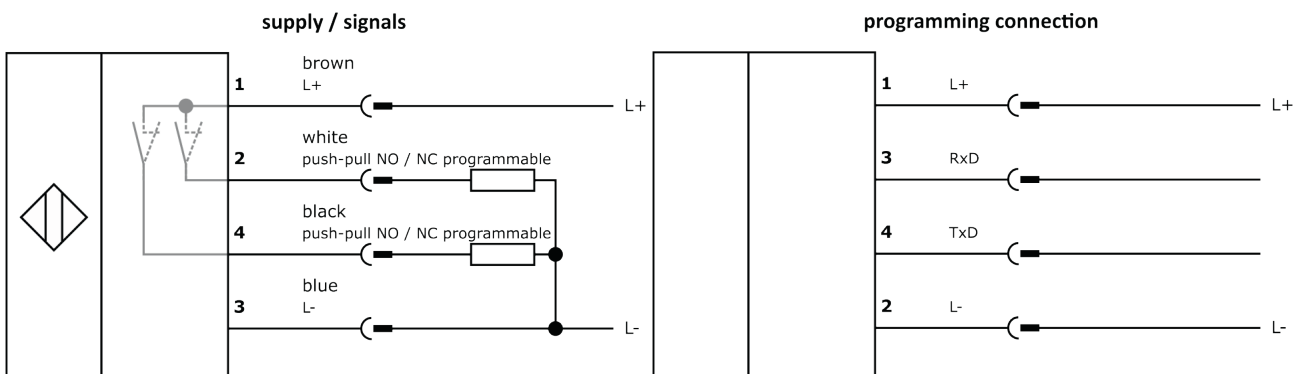 supply / signals
brown
1 L+
L+
white
2 push-pull NO / NC programmable
black
4 push-pull NO / NC programmable
blue
3 L-
L-
programming connection
1 L+
L+
3 RxD
4 TxD
2 L-
L-